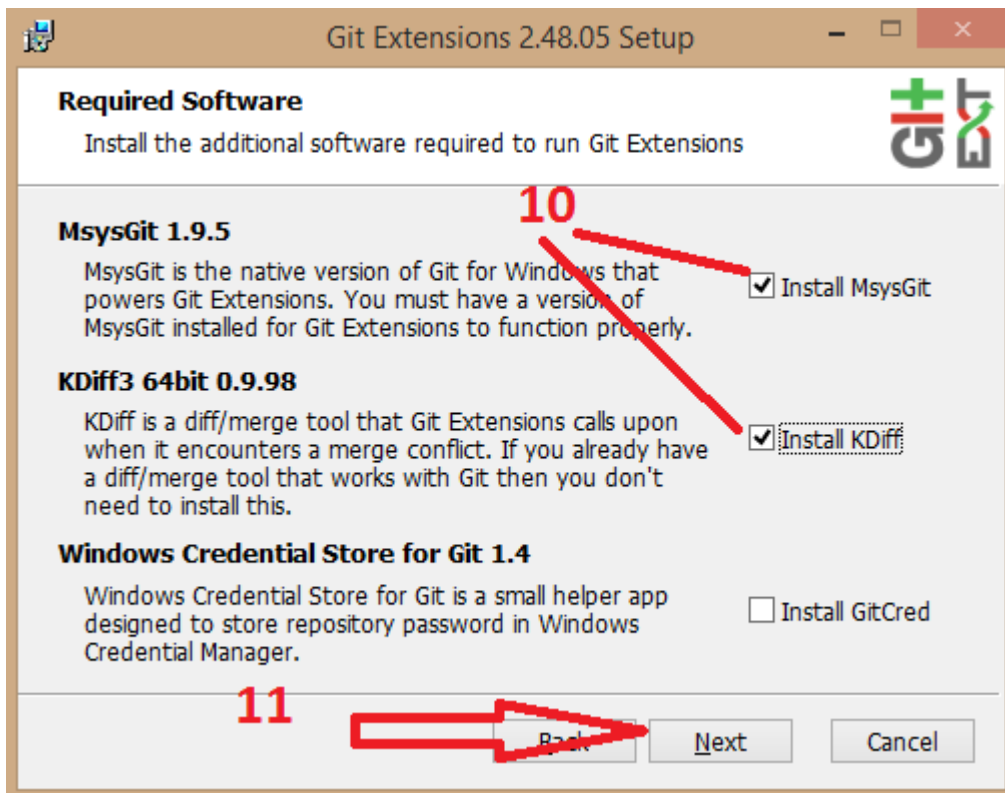 Git Extensions 2.48.05 Setup
Required Software
Install the additional software required to run Git Extensions
Git
Ext
10
MsysGit 1.9.5
MsysGit is the native version of Git for Windows that
powers Git Extensions. You must have a version of
MsysGit installed for Git Extensions to function properly.
Install MsysGit
KDiff3 64bit 0.9.98
KDiff is a diff/merge tool that Git Extensions calls upon
when it encounters a merge conflict. If you already have
a diff/merge tool that works with Git then you don't
need to install this.
Install KDiff
Windows Credential Store for Git 1.4
Windows Credential Store for Git is a small helper app
designed to store repository password in Windows
Credential Manager.
Install GitCred
11
Back
Next
Cancel